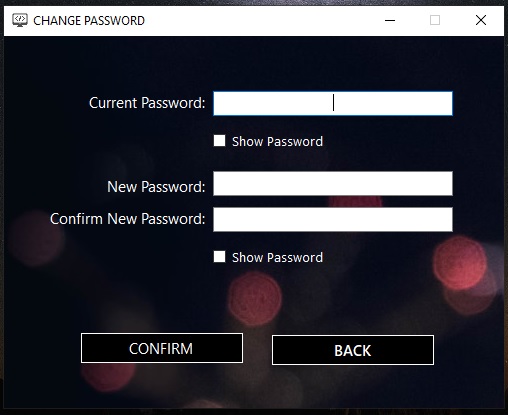 CHANGE PASSWORD
Current Password:
Show Password
New Password:
Confirm New Password:
Show Password
CONFIRM
BACK